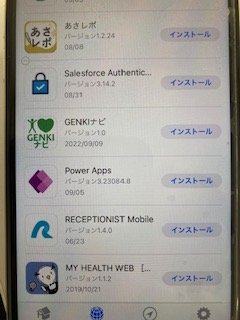 あさレポ
バージョン1.2.24
08/08
インストール
あさ
レポ
Salesforce Authentic...
バージョン3.14.2
08/31
インストール
GENKIナビ
バージョン1.0
2022/09/09
インストール
GENKI
ナビ
Power Apps
バージョン3.23084.8
09/05
インストール
RECEPTIONIST Mobile
バージョン1.4.0
06/23
インストール
MY HEALTH WEB [...
バージョン1.1.2
2019/10/21
インストール